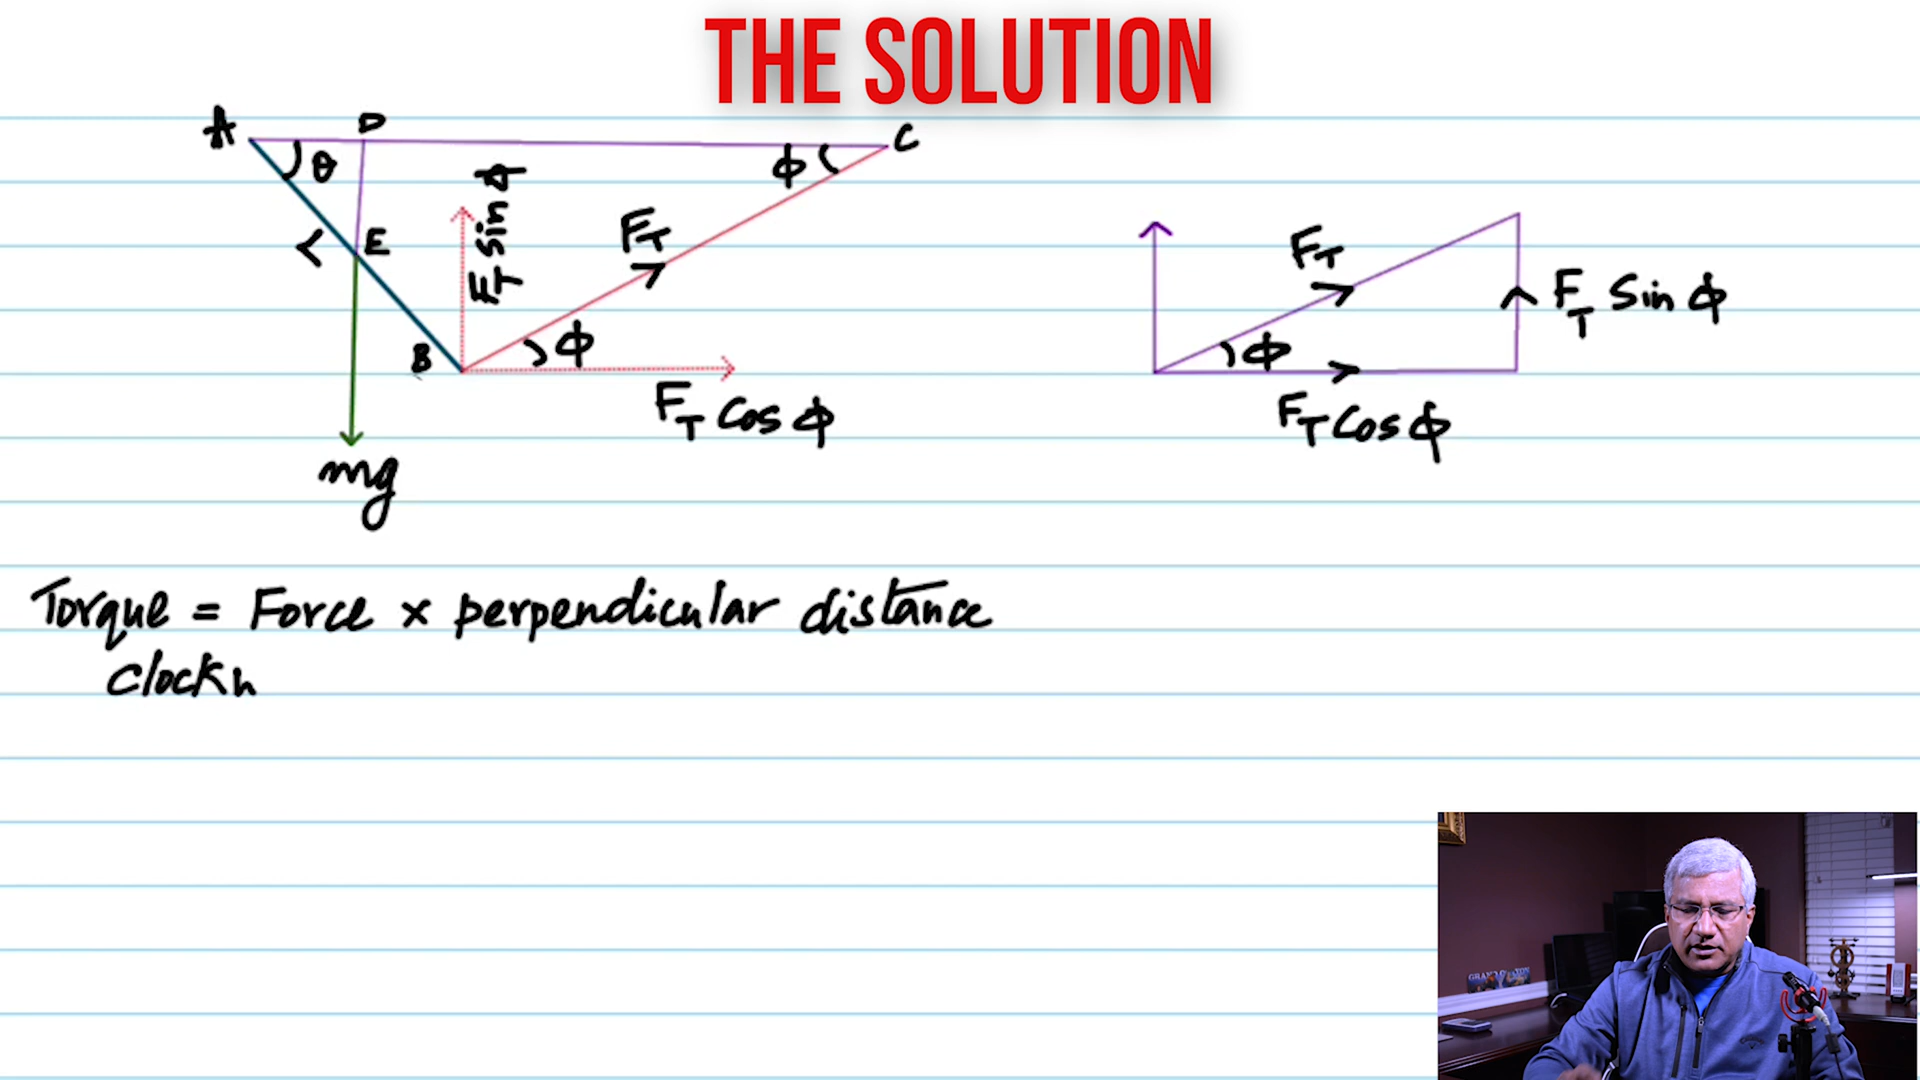 THE SOLUTION
A D C
θ ϕ
F_T sin ϕ
F_T
E
B ϕ
F_T Cos ϕ
mg
F_T
F_T Sin ϕ
ϕ
F_T Cos ϕ
Torque = Force × perpendicular distance
Clockw